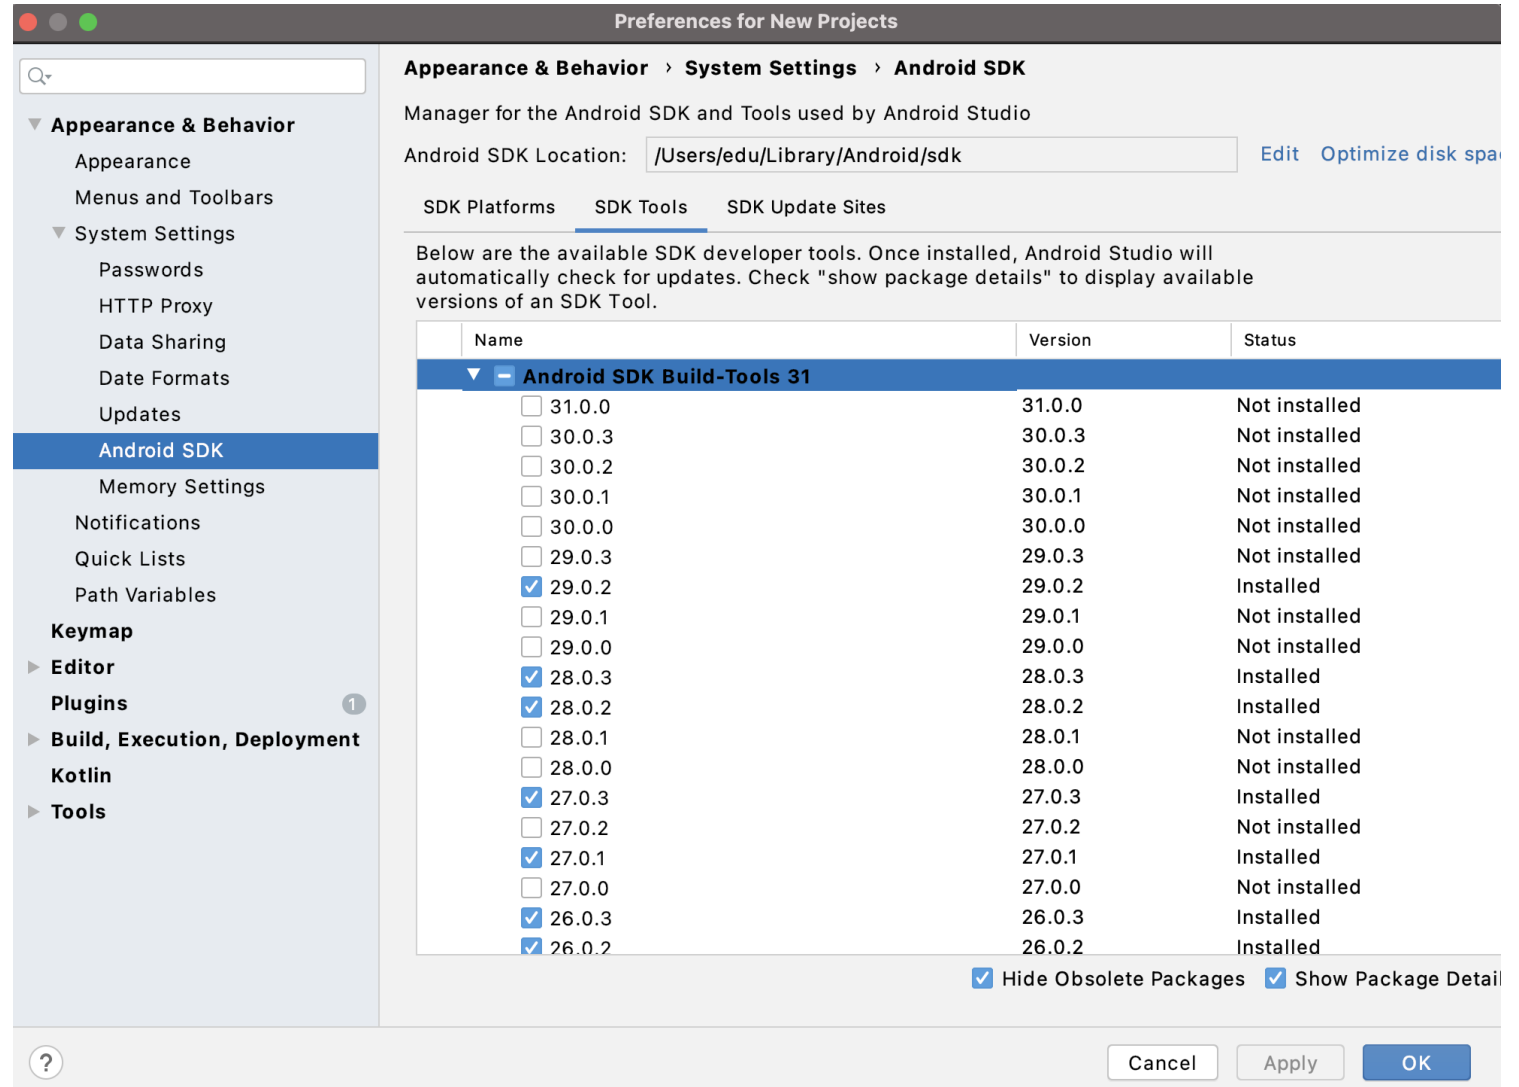 Preferences for New Projects
Appearance & Behavior
Appearance
Menus and Toolbars
System Settings
Passwords
HTTP Proxy
Data Sharing
Date Formats
Updates
Android SDK
Memory Settings
Notifications
Quick Lists
Path Variables
Keymap
Editor
Plugins 1
Build, Execution, Deployment
Kotlin
Tools
Appearance & Behavior › System Settings › Android SDK
Manager for the Android SDK and Tools used by Android Studio
Android SDK Location: /Users/edu/Library/Android/sdk Edit Optimize disk
SDK Platforms SDK Tools SDK Update Sites
Below are the available SDK developer tools. Once installed, Android Studio will
automatically check for updates. Check "show package details" to display available
versions of an SDK Tool.
Name Version Status
Android SDK Build-Tools 31
31.0.0 31.0.0 Not installed
30.0.3 30.0.3 Not installed
30.0.2 30.0.2 Not installed
30.0.1 30.0.1 Not installed
30.0.0 30.0.0 Not installed
29.0.3 29.0.3 Not installed
29.0.2 29.0.2 Installed
29.0.1 29.0.1 Not installed
29.0.0 29.0.0 Not installed
28.0.3 28.0.3 Installed
28.0.2 28.0.2 Installed
28.0.1 28.0.1 Not installed
28.0.0 28.0.0 Not installed
27.0.3 27.0.3 Installed
27.0.2 27.0.2 Not installed
27.0.1 27.0.1 Installed
27.0.0 27.0.0 Not installed
26.0.3 26.0.3 Installed
26.0.2 26.0.2 Installed
Hide Obsolete Packages Show Package Detail
? Cancel Apply OK